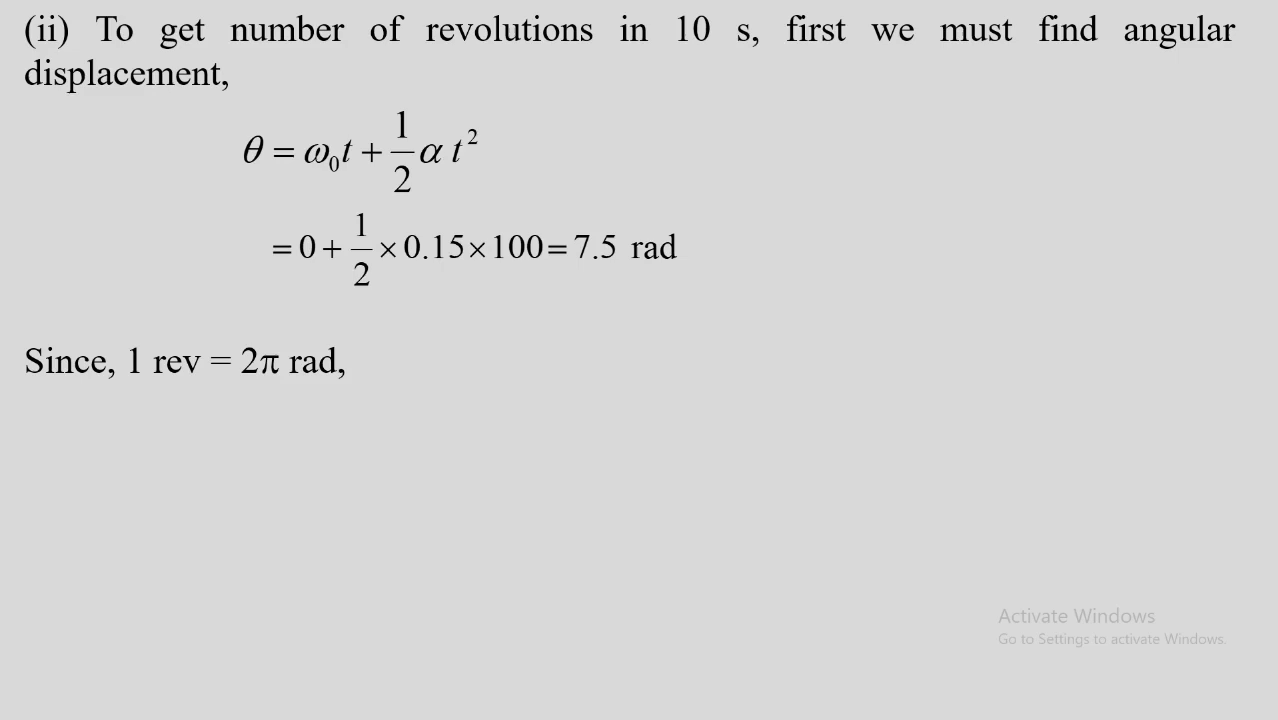 (ii) To get number of revolutions in 10 s, first we must find angular
displacement,
θ = ω₀t + 1/2 α t²
= 0 + 1/2 × 0.15 × 100 = 7.5 rad
Since, 1 rev = 2π rad,
Activate Windows
Go to Settings to activate Windows.